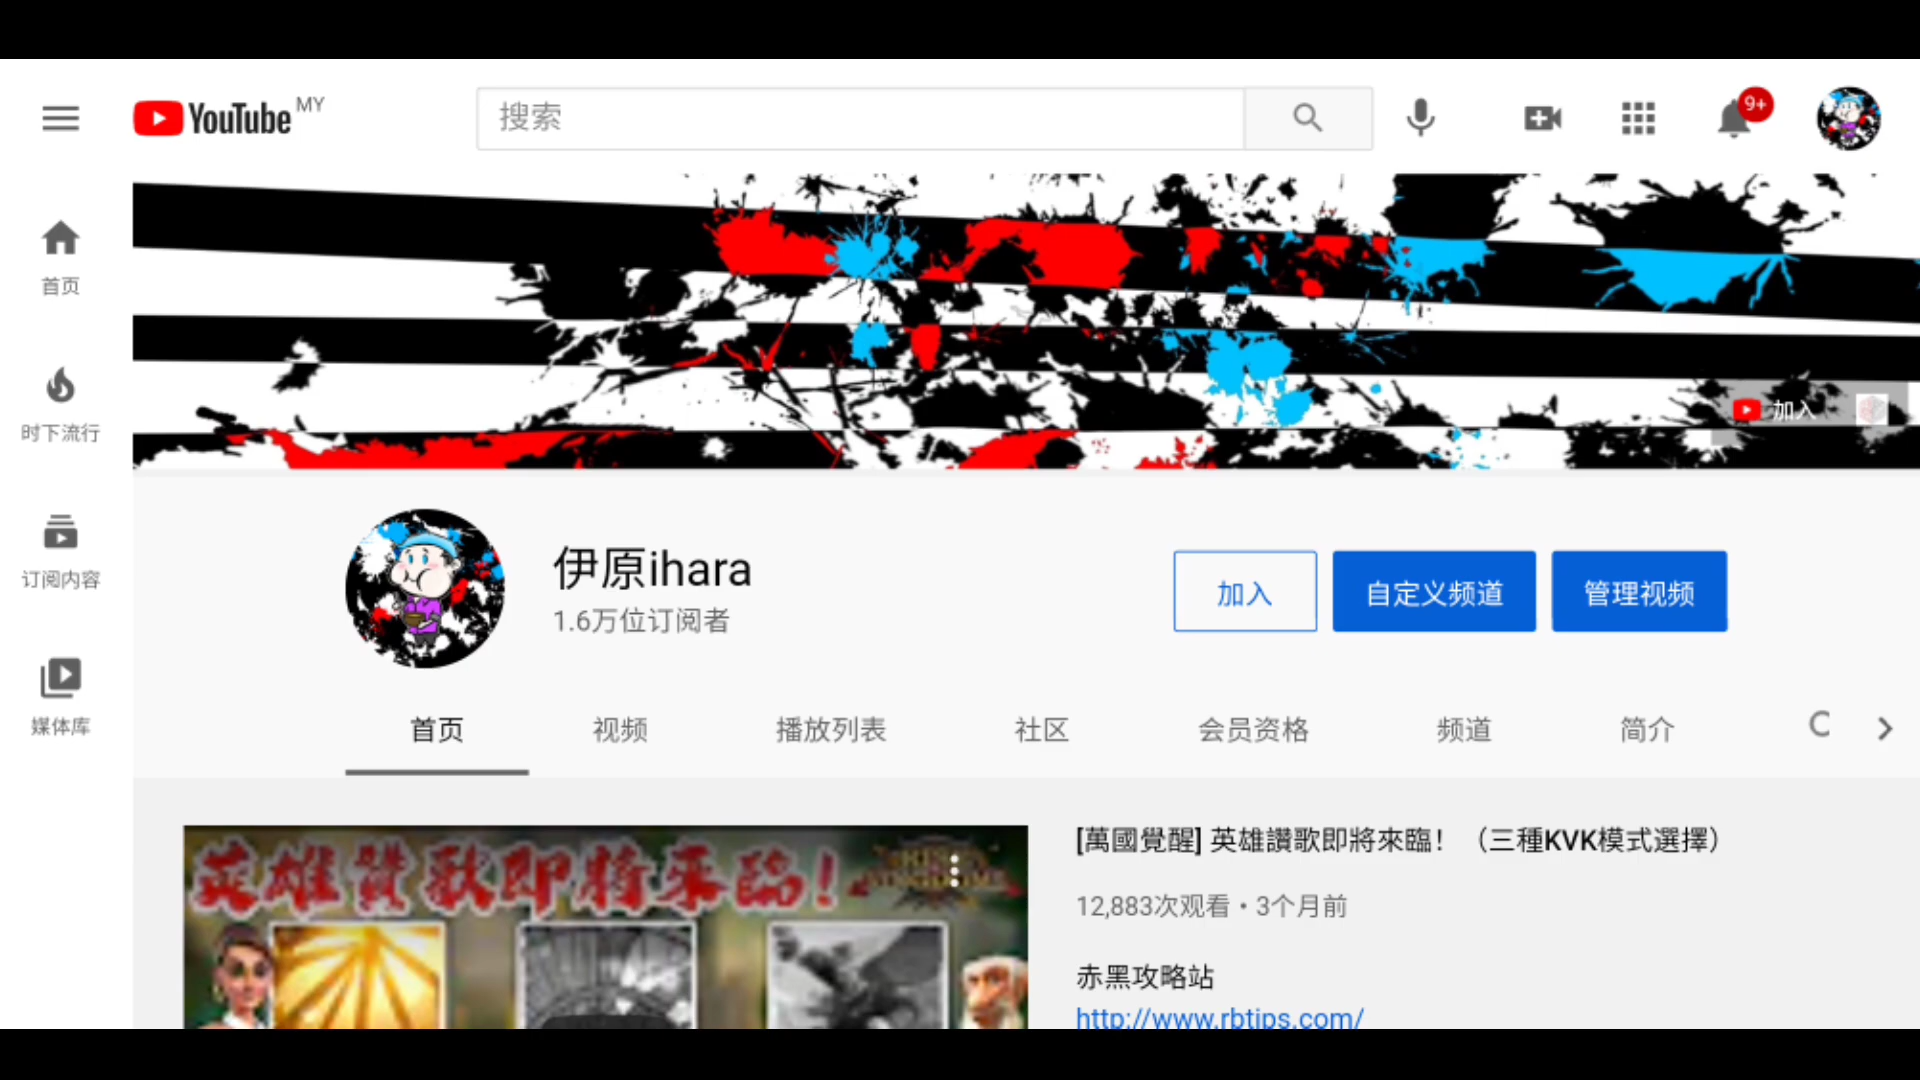 YouTube MY
搜索
9+
首页
时下流行
订阅内容
媒体库
加入
伊原ihara
1.6万位订阅者
加入
自定义频道
管理视频
首页
视频
播放列表
社区
会员资格
频道
简介
英雄贊歌即將來臨!
[萬國覺醒] 英雄讚歌即將來臨！（三種KVK模式選擇）
12,883次观看・3个月前
赤黑攻略站
http://www.rbtips.com/